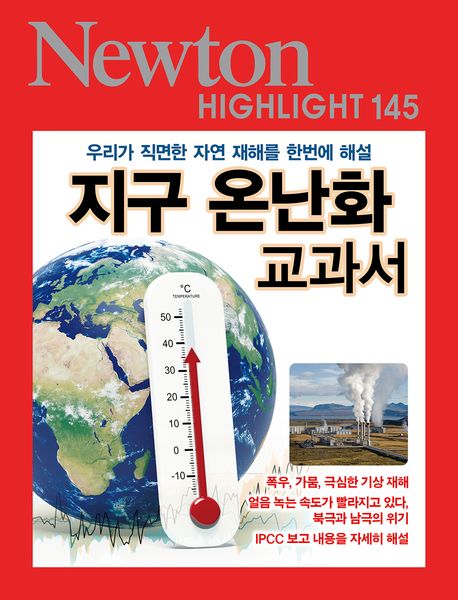 Newton
HIGHLIGHT 145
우리가 직면한 자연 재해를 한번에 해설
지구 온난화
교과서
°C
TEMPERATURE
50
40
30
20
10
0
-10
폭우, 가뭄, 극심한 기상 재해
얼음 녹는 속도가 빨라지고 있다,
북극과 남극의 위기
IPCC 보고 내용을 자세히 해설